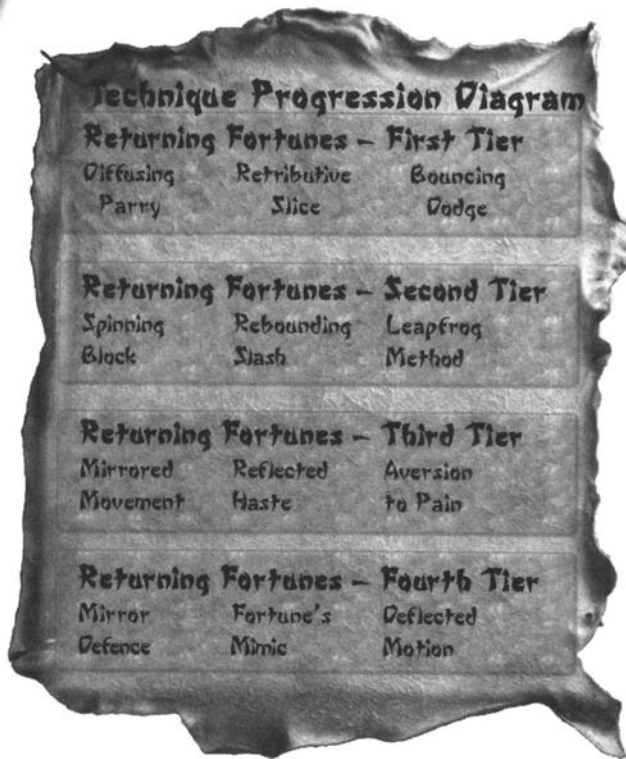 Technique Progression Diagram
Returning Fortunes – First Tier
Diffusing Retributive Bouncing
Parry Slice Dodge
Returning Fortunes – Second Tier
Spinning Rebounding Leapfrog
Block Slash Method
Returning Fortunes – Third Tier
Mirrored Reflected Aversion
Movement Haste to Pain
Returning Fortunes – Fourth Tier
Mirror Fortune's Deflected
Defence Mimic Motion